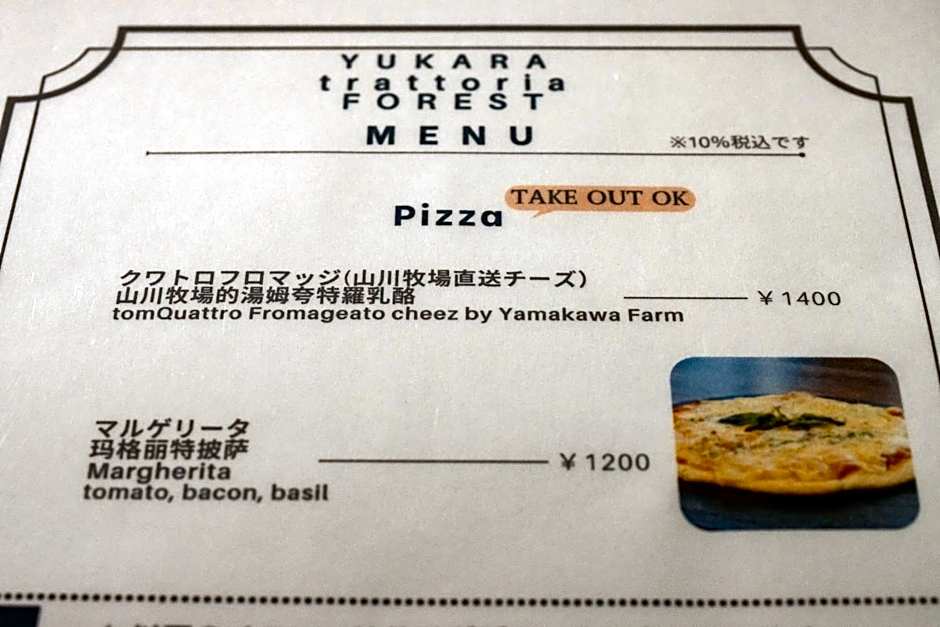 YUKARA
trattoria
FOREST
MENU
※10%税込です
Pizza
TAKE OUT OK
クワトロフロマッジ(山川牧場直送チーズ)
山川牧場的湯姆夸特羅乳酪
tomQuattro Fromageato cheez by Yamakawa Farm
¥ 1400
マルゲリータ
玛格丽特披萨
Margherita
tomato, bacon, basil
¥ 1200